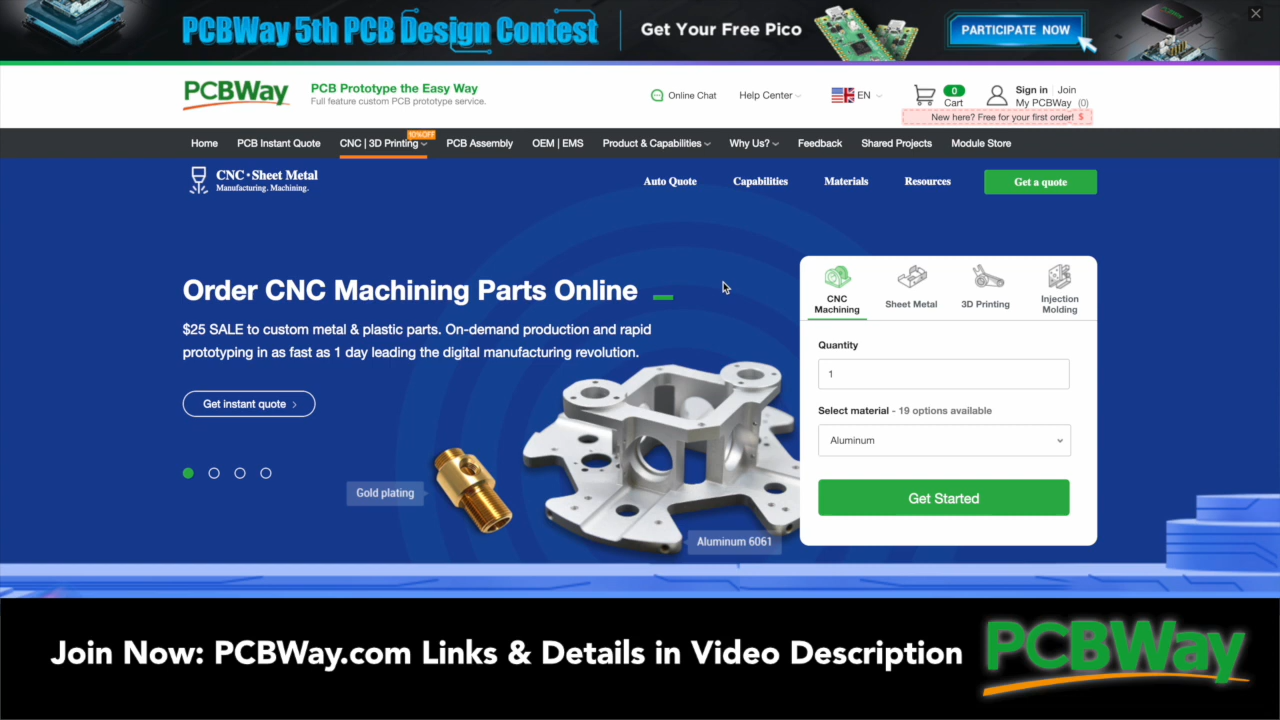 PCBWay 5th PCB Design Contest
Get Your Free Pico
PARTICIPATE NOW
PCBWay
PCB Prototype the Easy Way
Full feature custom PCB prototype service.
Online Chat
Help Center
EN
0
Cart
Sign in | Join
My PCBWay (0)
New here? Free for your first order! $
10%OFF
Home
PCB Instant Quote
CNC | 3D Printing
PCB Assembly
OEM | EMS
Product & Capabilities
Why Us?
Feedback
Shared Projects
Module Store
CNC • Sheet Metal
Manufacturing. Machining.
Auto Quote
Capabilities
Materials
Resources
Get a quote
Order CNC Machining Parts Online
$25 SALE to custom metal & plastic parts. On-demand production and rapid
prototyping in as fast as 1 day leading the digital manufacturing revolution.
Get instant quote
Gold plating
Aluminum 6061
CNC
Machining
Sheet Metal
3D Printing
Injection
Molding
Quantity
1
Select material - 19 options available
Aluminum
Get Started
Join Now: PCBWay.com Links & Details in Video Description
PCBWay